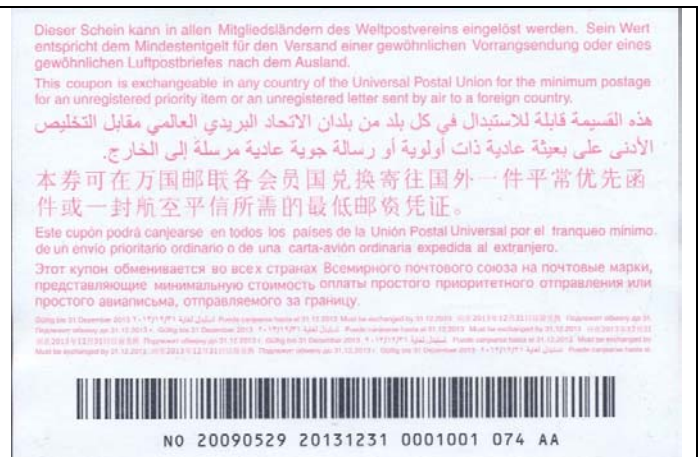 Dieser Schein kann in allen Mitgliedsländern des Weltpostvereins eingelöst werden. Sein Wert
entspricht dem Mindestentgelt für den Versand einer gewöhnlichen Vorrangsendung oder eines
gewöhnlichen Luftpostbriefes nach dem Ausland.
This coupon is exchangeable in any country of the Universal Postal Union for the minimum postage
for an unregistered priority item or an unregistered letter sent by air to a foreign country.
هذه القسيمة قابلة للاستبدال في كل بلد من بلدان الاتحاد البريدي العالمي مقابل التخليص
الأدنى على بعيثة عادية ذات أولوية أو رسالة جوية عادية مرسلة إلى الخارج.
本券可在万国邮联各会员国兑换寄往国外一件平常优先函
件或一封航空平信所需的最低邮资凭证。
Este cupón podrá canjearse en todos los países de la Unión Postal Universal por el franqueo mínimo
de un envío prioritario ordinario o de una carta-avión ordinaria expedida al extranjero.
Этот купон обменивается во всех странах Всемирного почтового союза на почтовые марки,
представляющие минимальную стоимость оплаты простого приоритетного отправления или
простого авиаписьма, отправляемого за границу.
NO 20090529 20131231 0001001 074 AA